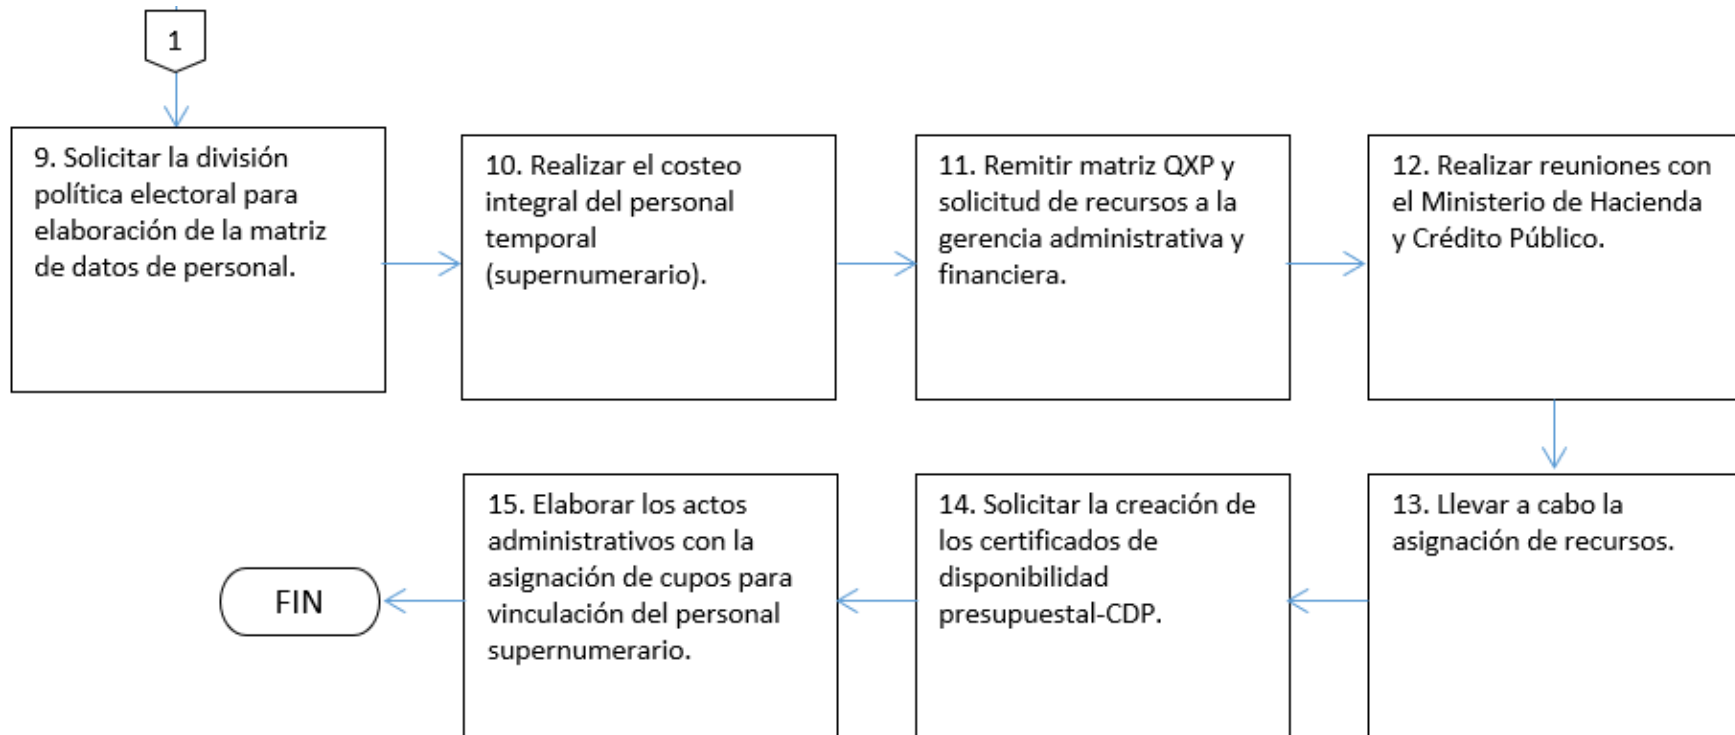 1
9. Solicitar la división
política electoral para
elaboración de la matriz
de datos de personal.
10. Realizar el costeo
integral del personal
temporal
(supernumerario).
11. Remitir matriz QXP y
solicitud de recursos a la
gerencia administrativa y
financiera.
12. Realizar reuniones con
el Ministerio de Hacienda
y Crédito Público.
13. Llevar a cabo la
asignación de recursos.
14. Solicitar la creación de
los certificados de
disponibilidad
presupuestal-CDP.
15. Elaborar los actos
administrativos con la
asignación de cupos para
vinculación del personal
supernumerario.
FIN